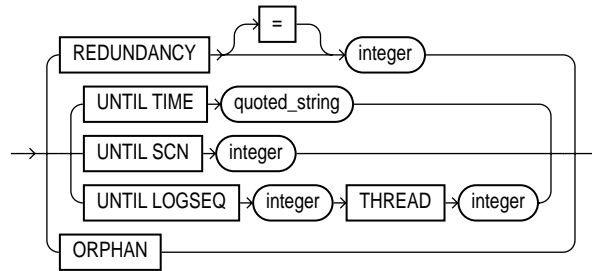 =
REDUNDANCY integer
UNTIL TIME quoted_string
UNTIL SCN integer
UNTIL LOGSEQ integer THREAD integer
ORPHAN